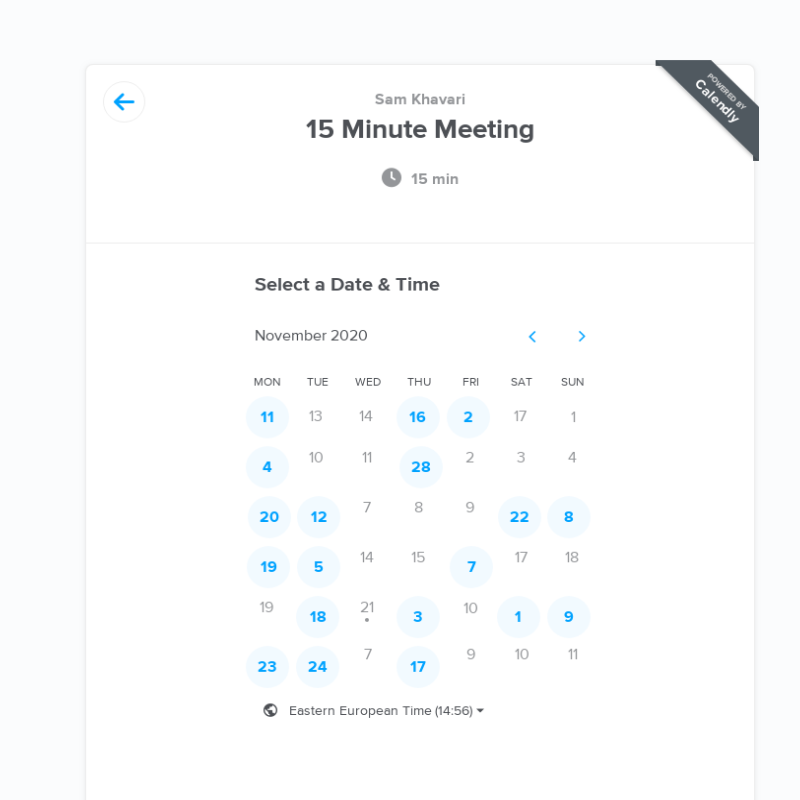 POWERED BY
Calendly
Sam Khavari
15 Minute Meeting
15 min
Select a Date & Time
November 2020
MON TUE WED THU FRI SAT SUN
11 13 14 16 2 17 1
4 10 11 28 2 3 4
20 12 7 8 9 22 8
19 5 14 15 7 17 18
19 18 21 3 10 1 9
23 24 7 17 9 10 11
Eastern European Time (14:56)